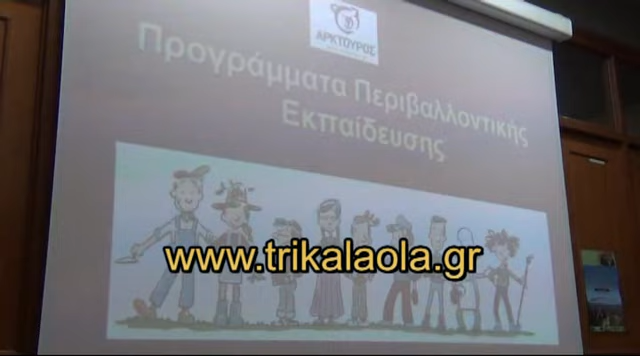 ΑΡΚΤΟΥΡΟΣ
Προγράμματα Περιβαλλοντικής
Εκπαίδευσης
www.trikalaola.gr